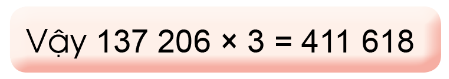 Vậy 137 206 × 3 = 411 618